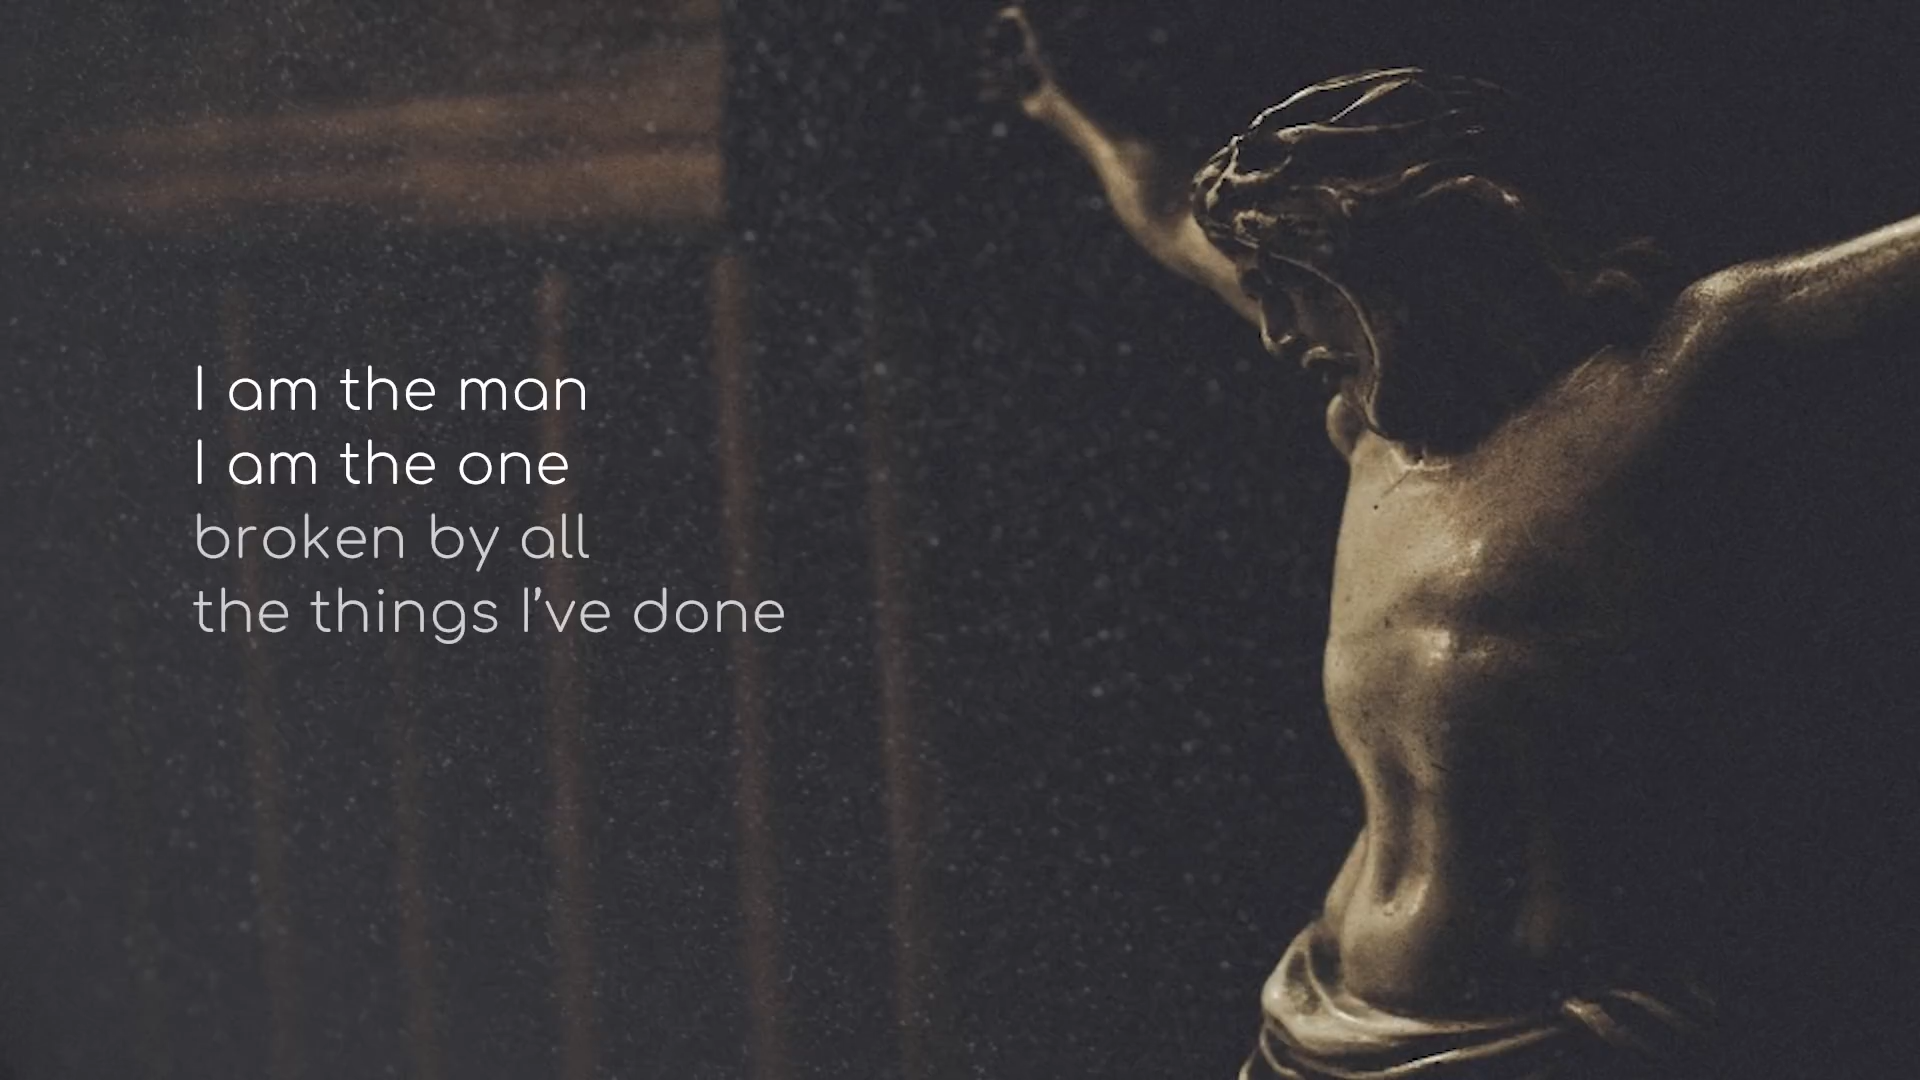 I am the man
I am the one
broken by all
the things I’ve done